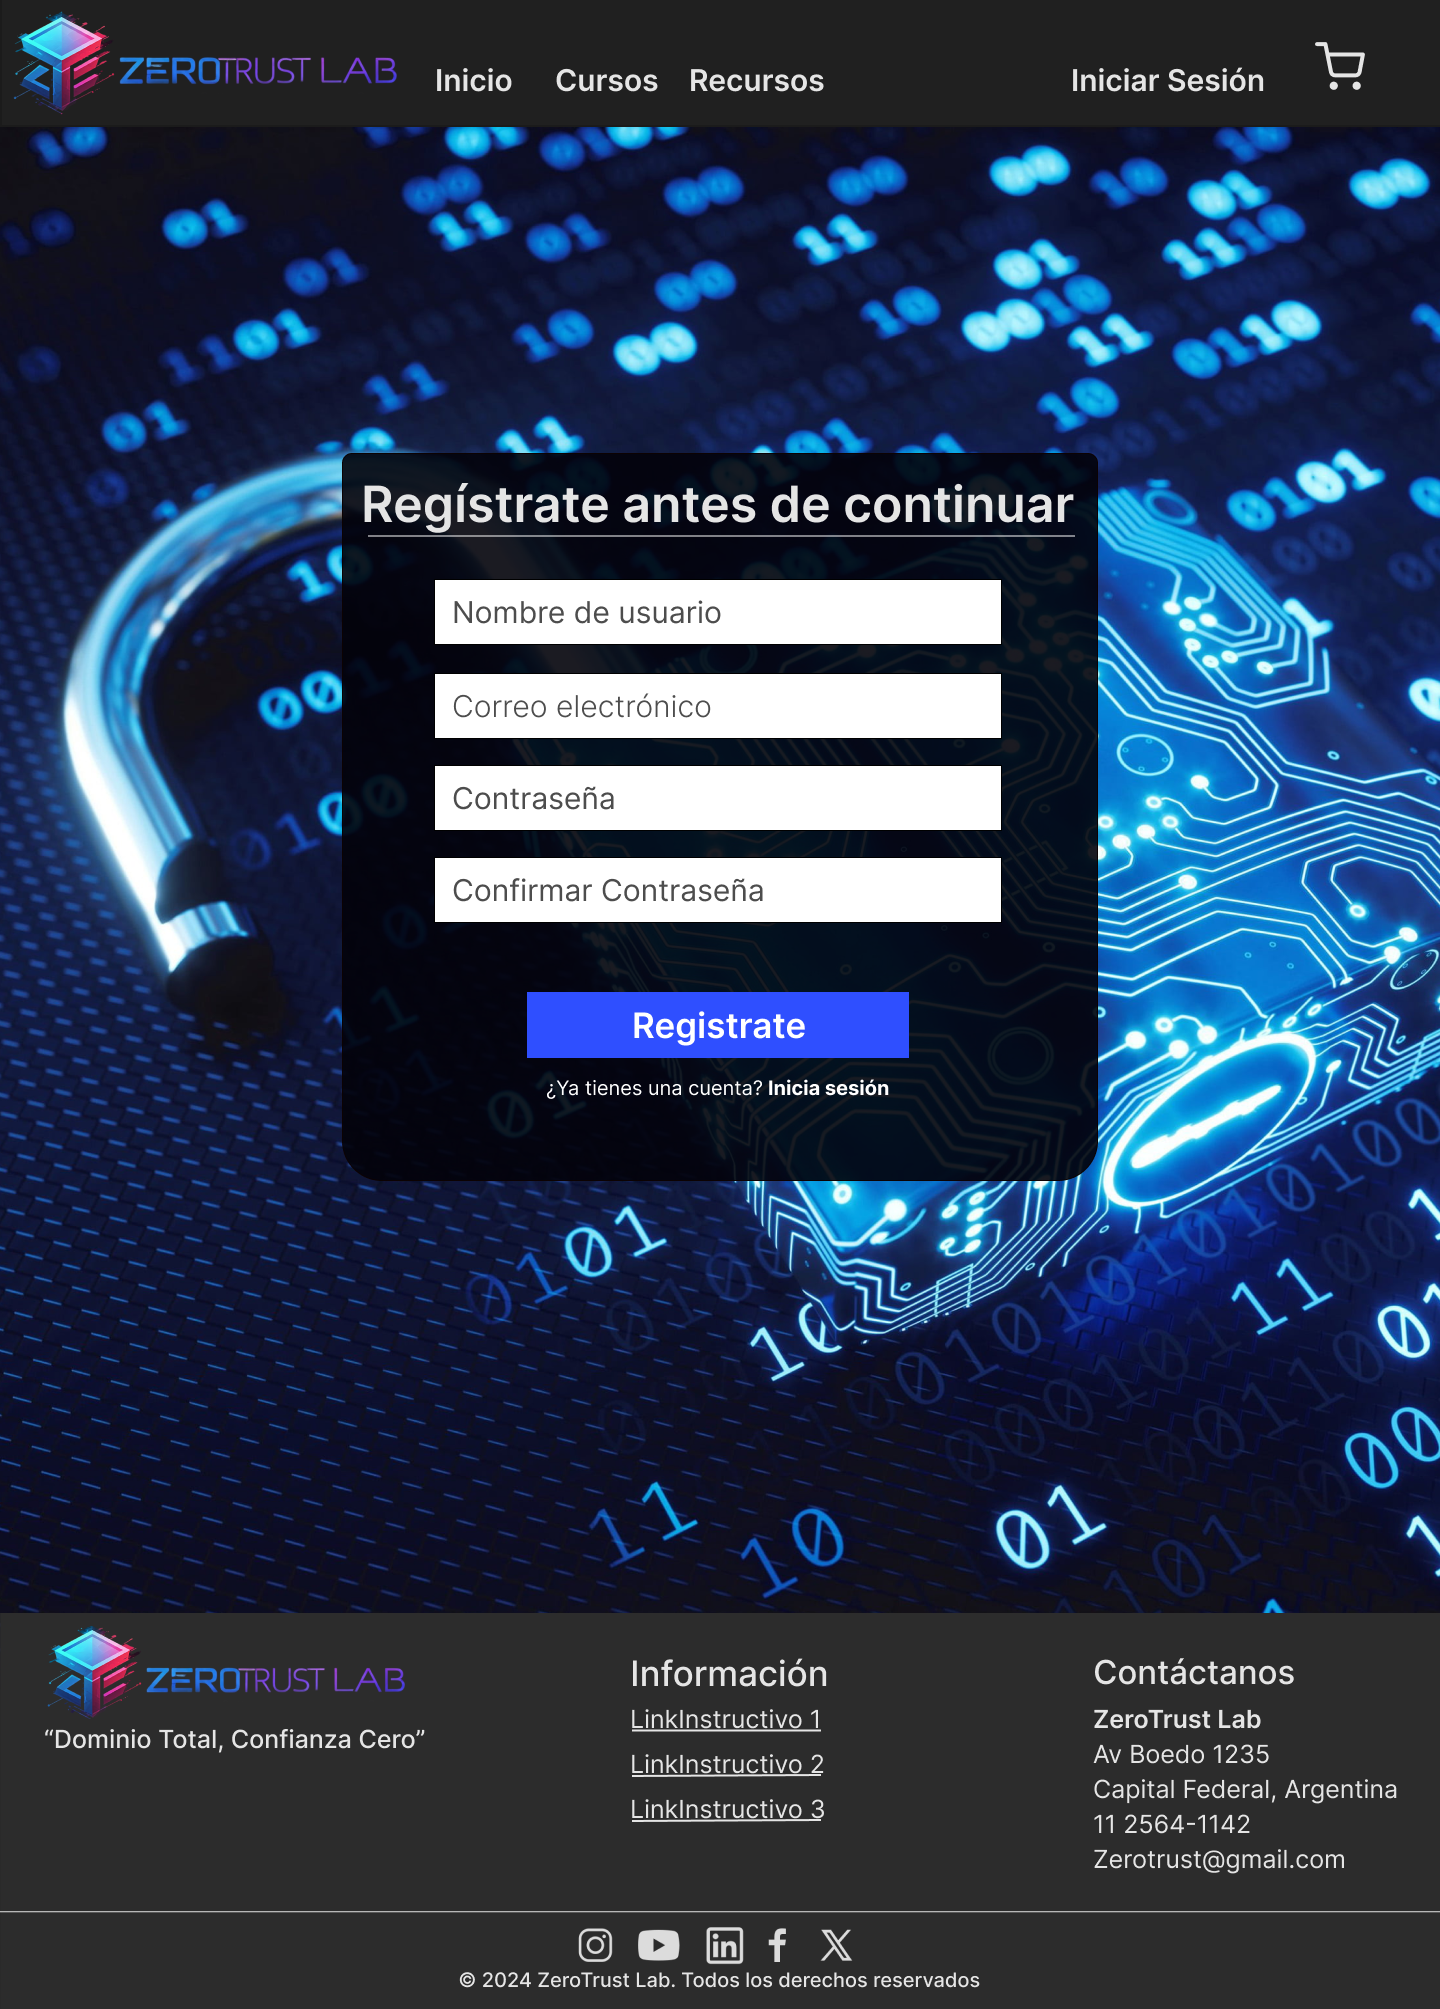 ZEROTRUST LAB
Inicio Cursos Recursos Iniciar Sesión
Regístrate antes de continuar
Nombre de usuario
Correo electrónico
Contraseña
Confirmar Contraseña
Registrate
¿Ya tienes una cuenta? Inicia sesión
ZEROTRUST LAB
“Dominio Total, Confianza Cero”
Información
LinkInstructivo 1
LinkInstructivo 2
LinkInstructivo 3
Contáctanos
ZeroTrust Lab
Av Boedo 1235
Capital Federal, Argentina
11 2564-1142
Zerotrust@gmail.com
© 2024 ZeroTrust Lab. Todos los derechos reservados